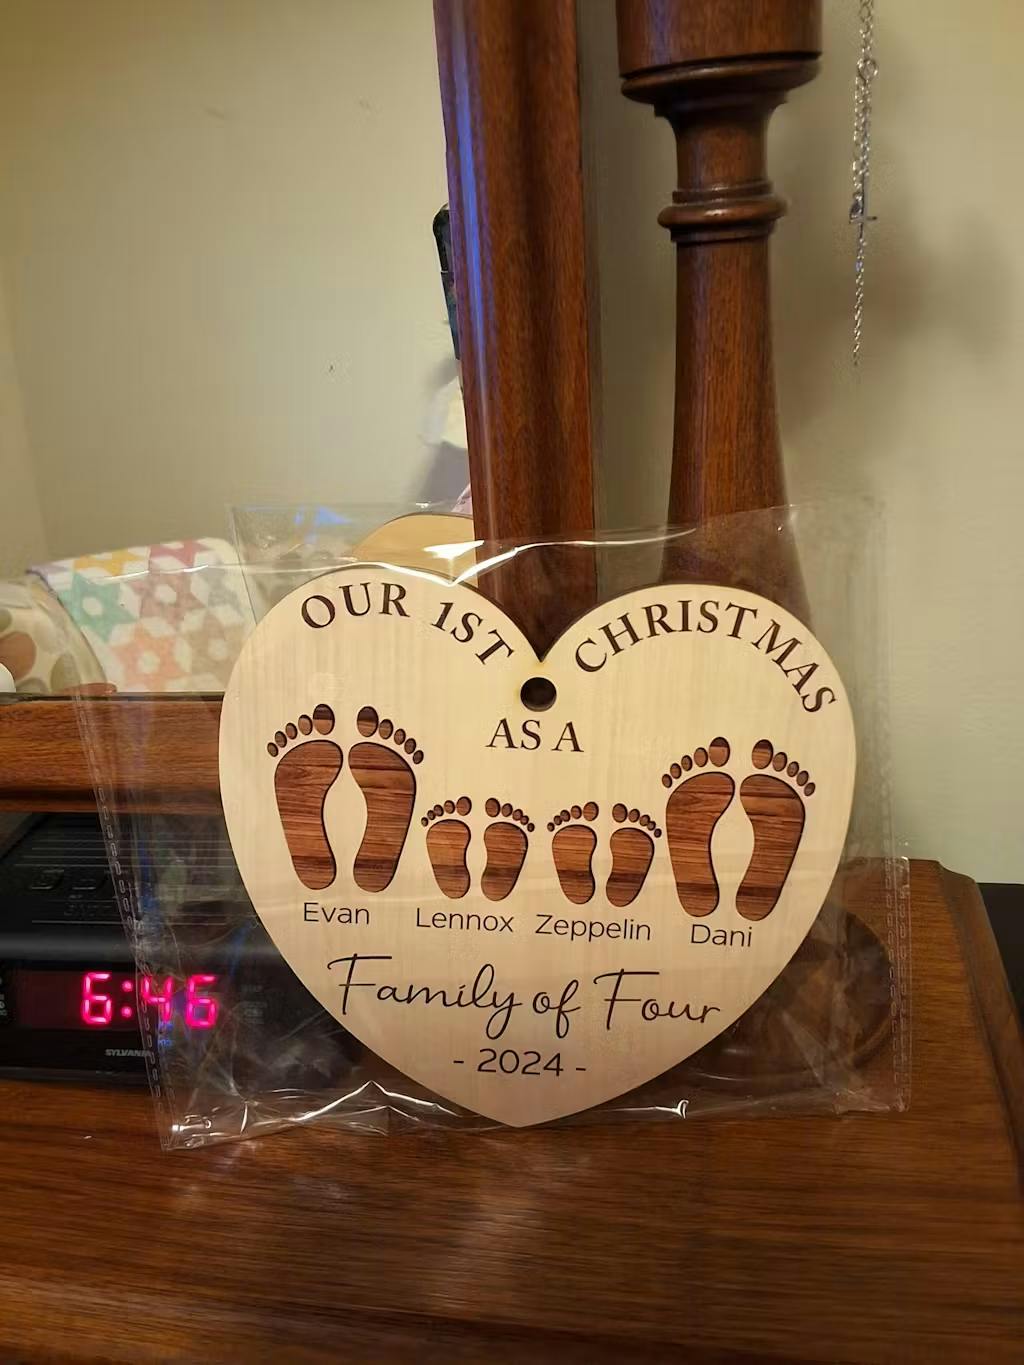 OUR 1ST CHRISTMAS
AS A
Evan Lennox Zeppelin Dani
Family of Four
- 2024 -
6:46
SYLVANIA